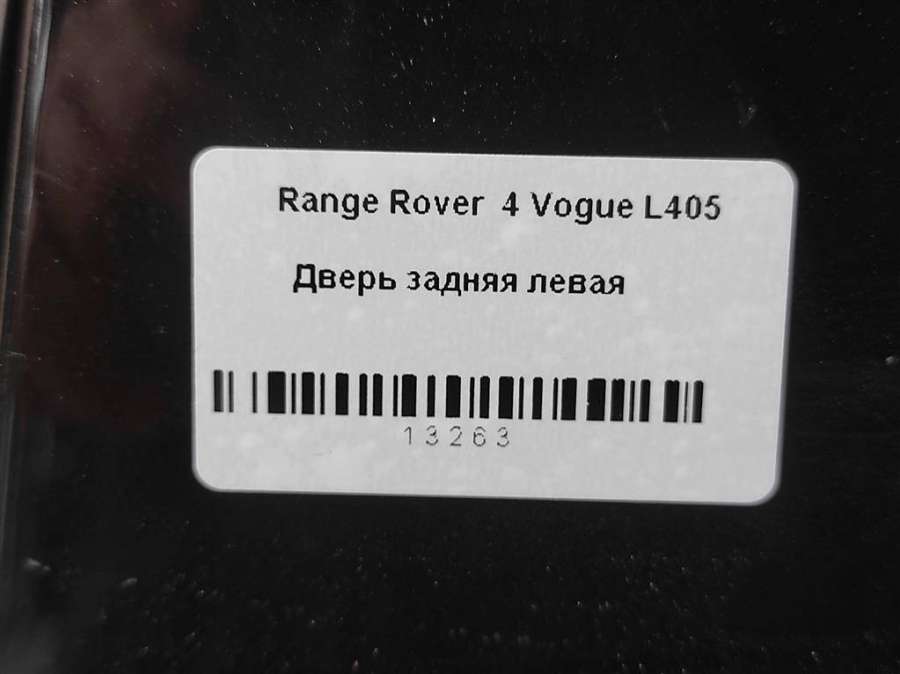 Range Rover 4 Vogue L405
Дверь задняя левая
13263